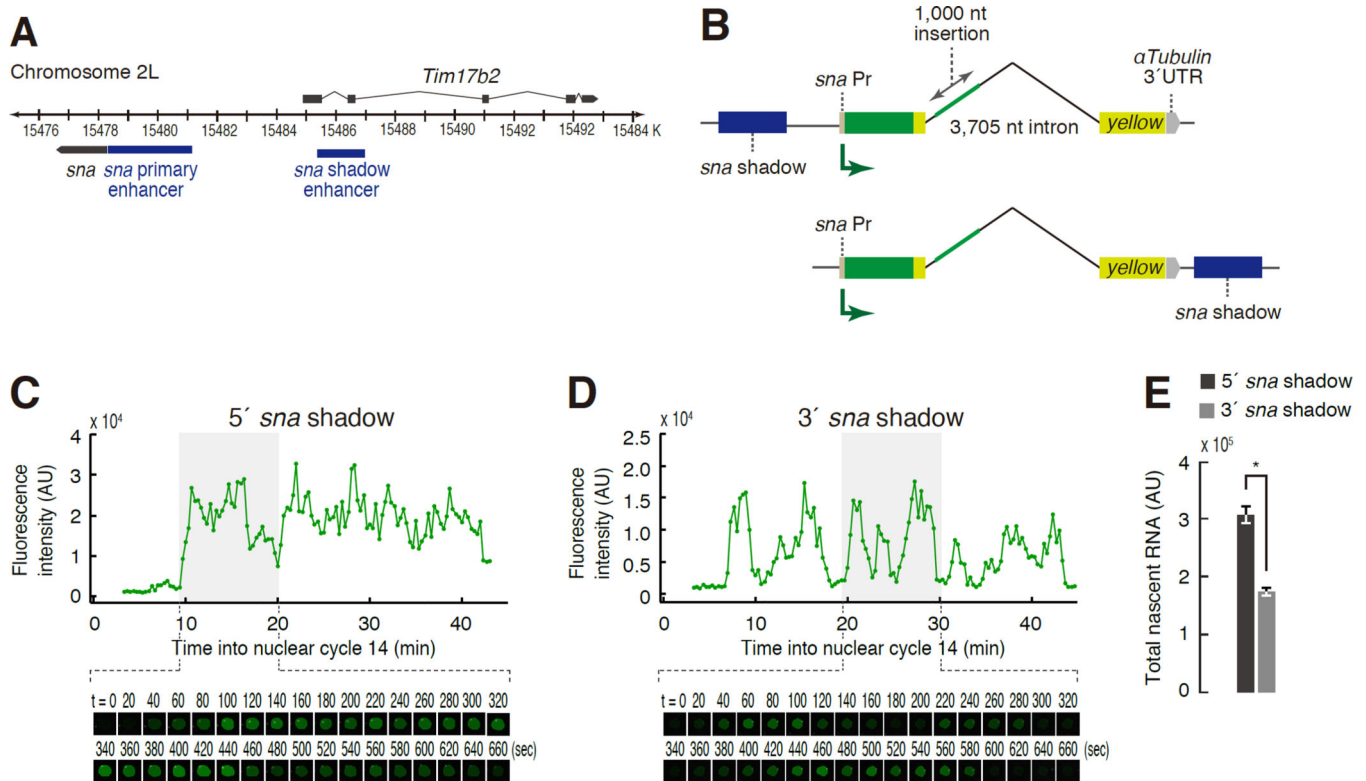 A
Chromosome 2L
Tim17b2
15476 15478 15480 15482 15484 15486 15488 15490 15492 15492 15484 K
sna
sna primary
enhancer
sna shadow
enhancer
B
1,000 nt
insertion
αTubulin
3´UTR
sna Pr
3,705 nt intron
yellow
sna shadow
sna Pr
yellow
sna shadow
C
5´ sna shadow
x 10⁴
Fluorescence
intensity (AU)
4
3
2
1
0
0 10 20 30 40
Time into nuclear cycle 14 (min)
t = 0 20 40 60 80 100 120 140 160 180 200 220 240 260 280 300 320
340 360 380 400 420 440 460 480 500 520 540 560 580 600 620 640 660 (sec)
D
3´ sna shadow
x 10⁴
Fluorescence
intensity (AU)
2.5
2.0
1.5
1.0
0.5
0
0 10 20 30 40
Time into nuclear cycle 14 (min)
t = 0 20 40 60 80 100 120 140 160 180 200 220 240 260 280 300 320
340 360 380 400 420 440 460 480 500 520 540 560 580 600 620 640 660 (sec)
E
5´ sna shadow
3´ sna shadow
x 10⁵
Total nascent RNA (AU)
4
3
2
1
0
*